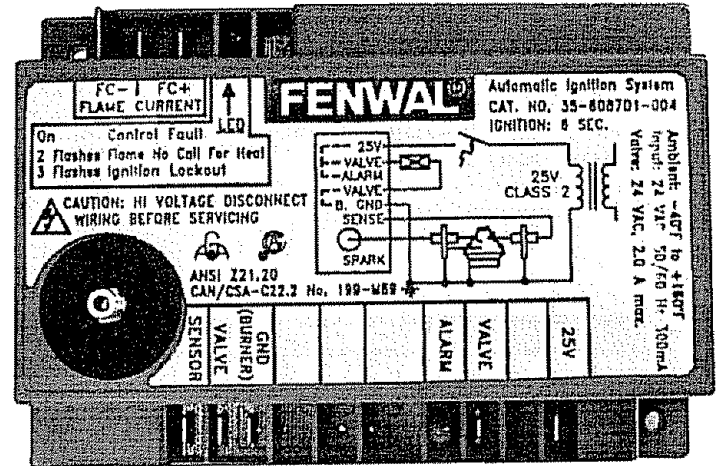 FC- FC+
FLAME CURRENT
LED
On Control Fault
2 Flashes Flame No Call For Heat
3 Flashes Ignition Lockout
CAUTION: HI VOLTAGE DISCONNECT
WIRING BEFORE SERVICING
ANSI Z21.20
CAN/CSA-C22.2 No. 199-M89
FENWAL®
Automatic Ignition System
CAT. NO. 35-608701-004
IGNITION: 6 SEC.
25V
VALVE
ALARM
VALVE
B. GND
SENSE
SPARK
25V
CLASS 2
Ambient: -40°F to +160°F
Input: 24 VAC 50/60 Hz 300mA
Valve: 24 VAC, 2.0 A max.
SENSOR
VALVE
GND
(BURNER)
ALARM
VALVE
25V